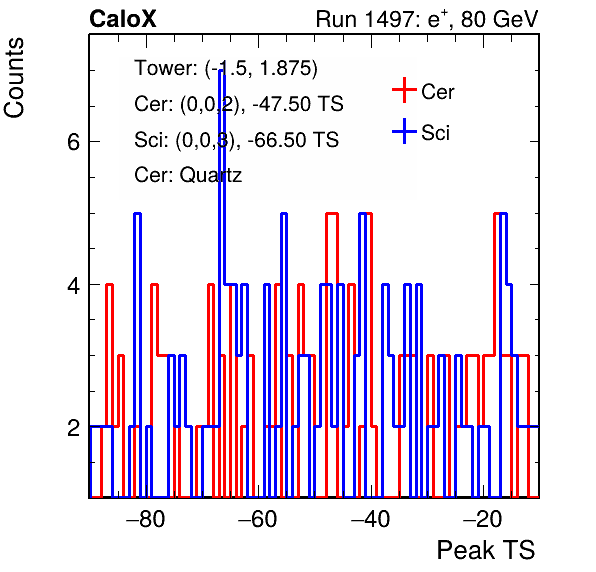 CaloX Run 1497: e⁺, 80 GeV
Counts
Tower: (-1.5, 1.875)
Cer: (0,0,2), -47.50 TS
Sci: (0,0,3), -66.50 TS
Cer: Quartz
Cer
Sci
6
4
2
−80 −60 −40 −20
Peak TS